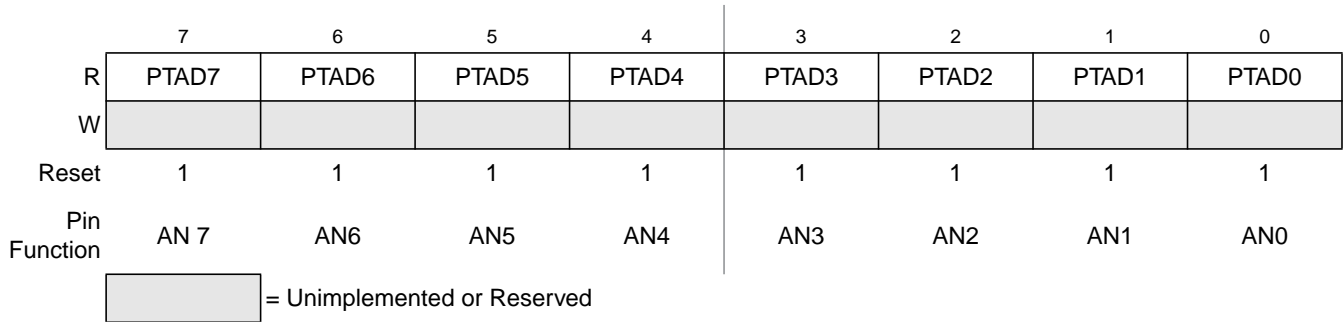 7 6 5 4 3 2 1 0
R PTAD7 PTAD6 PTAD5 PTAD4 PTAD3 PTAD2 PTAD1 PTAD0
W
Reset 1 1 1 1 1 1 1 1
Pin
Function AN 7 AN6 AN5 AN4 AN3 AN2 AN1 AN0
= Unimplemented or Reserved